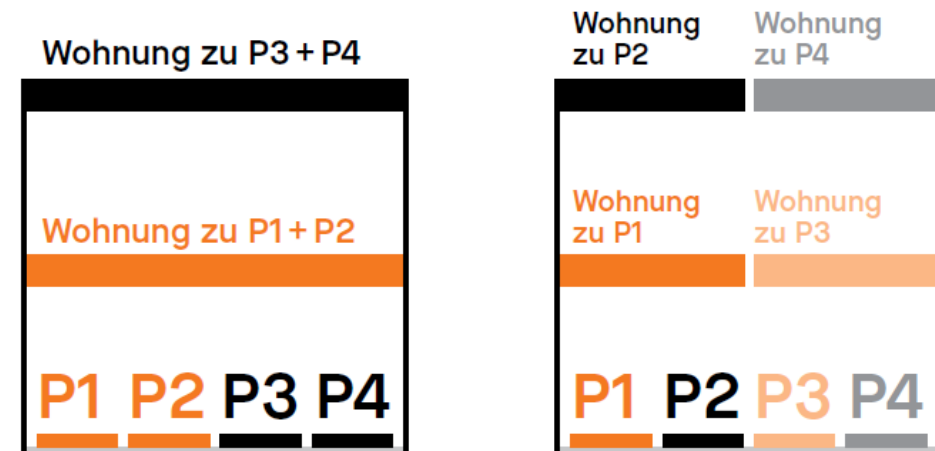 Wohnung zu P3 + P4
Wohnung zu P1 + P2
P1 P2 P3 P4
Wohnung
zu P2
Wohnung
zu P4
Wohnung
zu P1
Wohnung
zu P3
P1 P2 P3 P4